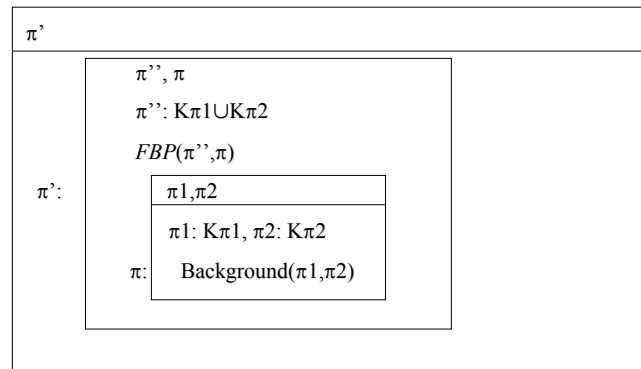 π’
π’’, π
π’’: Kπ1∪Kπ2
FBP(π’’,π)
π’:
π1,π2
π1: Kπ1, π2: Kπ2
π: Background(π1,π2)